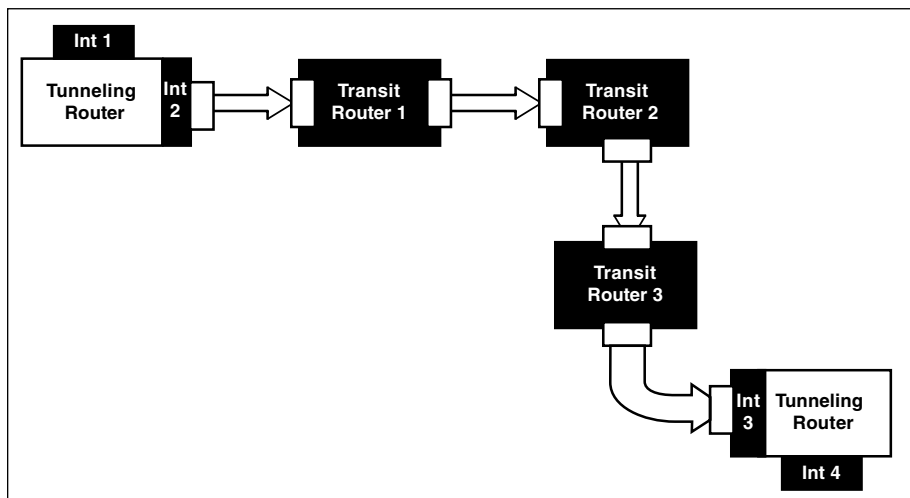 Int 1
Tunneling
Router
Int
2
Transit
Router 1
Transit
Router 2
Transit
Router 3
Int
3
Tunneling
Router
Int 4